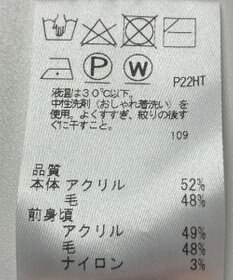 P W
P22HT
液温は30℃以下。
中性洗剤(おしゃれ着洗い)を
使用。よくすすぎ、絞りの後す
ぐに干すこと。
109
品質
本体 アクリル 52%
毛 48%
前身頃
アクリル 49%
毛 48%
ナイロン 3%